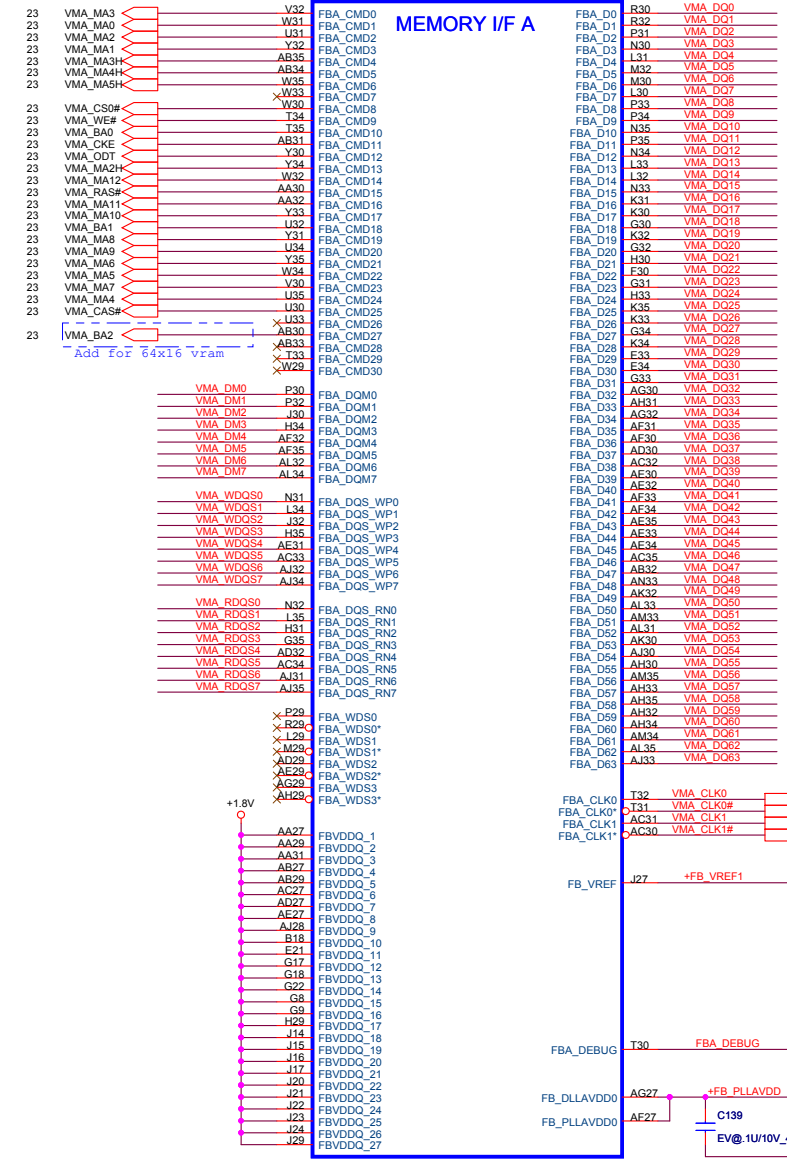 MEMORY I/F A
23 VMA_MA3 V32 FBA_CMD0
23 VMA_MA0 W31 FBA_CMD1
23 VMA_MA2 U31 FBA_CMD2
23 VMA_MA1 Y32 FBA_CMD3
23 VMA_MA3H AB35 FBA_CMD4
23 VMA_MA4H AB34 FBA_CMD5
23 VMA_MA5H W35 FBA_CMD6
W33 FBA_CMD7
23 VMA_CS0# W30 FBA_CMD8
23 VMA_WE# T34 FBA_CMD9
23 VMA_BA0 T35 FBA_CMD10
23 VMA_CKE AB31 FBA_CMD11
23 VMA_ODT Y30 FBA_CMD12
23 VMA_MA2H Y34 FBA_CMD13
23 VMA_MA12 W32 FBA_CMD14
23 VMA_RAS# AA30 FBA_CMD15
23 VMA_MA11 AA32 FBA_CMD16
23 VMA_MA10 Y33 FBA_CMD17
23 VMA_BA1 U32 FBA_CMD18
23 VMA_MA8 Y31 FBA_CMD19
23 VMA_MA9 U34 FBA_CMD20
23 VMA_MA6 Y35 FBA_CMD21
23 VMA_MA5 W34 FBA_CMD22
23 VMA_MA7 V30 FBA_CMD23
23 VMA_MA4 U35 FBA_CMD24
23 VMA_CAS# U30 FBA_CMD25
U33 FBA_CMD26
23 VMA_BA2 AB30 FBA_CMD27
AB33 FBA_CMD28
Add for 64x16 vram
T33 FBA_CMD29
W29 FBA_CMD30
VMA_DM0 P30 FBA_DQM0
VMA_DM1 P32 FBA_DQM1
VMA_DM2 J30 FBA_DQM2
VMA_DM3 H34 FBA_DQM3
VMA_DM4 AF32 FBA_DQM4
VMA_DM5 AF35 FBA_DQM5
VMA_DM6 AL32 FBA_DQM6
VMA_DM7 AL34 FBA_DQM7
VMA_WDQS0 N31 FBA_DQS_WP0
VMA_WDQS1 L34 FBA_DQS_WP1
VMA_WDQS2 J32 FBA_DQS_WP2
VMA_WDQS3 H35 FBA_DQS_WP3
VMA_WDQS4 AE31 FBA_DQS_WP4
VMA_WDQS5 AC33 FBA_DQS_WP5
VMA_WDQS6 AJ32 FBA_DQS_WP6
VMA_WDQS7 AJ34 FBA_DQS_WP7
VMA_RDQS0 N32 FBA_DQS_RN0
VMA_RDQS1 L35 FBA_DQS_RN1
VMA_RDQS2 H31 FBA_DQS_RN2
VMA_RDQS3 G35 FBA_DQS_RN3
VMA_RDQS4 AD32 FBA_DQS_RN4
VMA_RDQS5 AC34 FBA_DQS_RN5
VMA_RDQS6 AJ31 FBA_DQS_RN6
VMA_RDQS7 AJ35 FBA_DQS_RN7
P29 FBA_WDS0
R29 FBA_WDS0*
L29 FBA_WDS1
M29 FBA_WDS1*
AD29 FBA_WDS2
AE29 FBA_WDS2*
AG29 FBA_WDS3
AH29 FBA_WDS3*
+1.8V
AA27 FBVDDQ_1
AA29 FBVDDQ_2
AA31 FBVDDQ_3
AB27 FBVDDQ_4
AB29 FBVDDQ_5
AC27 FBVDDQ_6
AD27 FBVDDQ_7
AE27 FBVDDQ_8
AJ28 FBVDDQ_9
B18 FBVDDQ_10
E21 FBVDDQ_11
G17 FBVDDQ_12
G18 FBVDDQ_13
G22 FBVDDQ_14
G8 FBVDDQ_15
G9 FBVDDQ_16
H29 FBVDDQ_17
J14 FBVDDQ_18
J15 FBVDDQ_19
J16 FBVDDQ_20
J17 FBVDDQ_21
J20 FBVDDQ_22
J21 FBVDDQ_23
J22 FBVDDQ_24
J23 FBVDDQ_25
J24 FBVDDQ_26
J29 FBVDDQ_27
FBA_D0 R30 VMA_DQ0
FBA_D1 R32 VMA_DQ1
FBA_D2 P31 VMA_DQ2
FBA_D3 N30 VMA_DQ3
FBA_D4 L31 VMA_DQ4
FBA_D5 M32 VMA_DQ5
FBA_D6 M30 VMA_DQ6
FBA_D7 L30 VMA_DQ7
FBA_D8 P33 VMA_DQ8
FBA_D9 P34 VMA_DQ9
FBA_D10 N35 VMA_DQ10
FBA_D11 P35 VMA_DQ11
FBA_D12 N34 VMA_DQ12
FBA_D13 L33 VMA_DQ13
FBA_D14 L32 VMA_DQ14
FBA_D15 N33 VMA_DQ15
FBA_D16 K31 VMA_DQ16
FBA_D17 K30 VMA_DQ17
FBA_D18 G30 VMA_DQ18
FBA_D19 K32 VMA_DQ19
FBA_D20 G32 VMA_DQ20
FBA_D21 H30 VMA_DQ21
FBA_D22 F30 VMA_DQ22
FBA_D23 G31 VMA_DQ23
FBA_D24 H33 VMA_DQ24
FBA_D25 K35 VMA_DQ25
FBA_D26 K33 VMA_DQ26
FBA_D27 G34 VMA_DQ27
FBA_D28 K34 VMA_DQ28
FBA_D29 E33 VMA_DQ29
FBA_D30 E34 VMA_DQ30
FBA_D31 G33 VMA_DQ31
FBA_D32 AG30 VMA_DQ32
FBA_D33 AH31 VMA_DQ33
FBA_D34 AG32 VMA_DQ34
FBA_D35 AF31 VMA_DQ35
FBA_D36 AF30 VMA_DQ36
FBA_D37 AD30 VMA_DQ37
FBA_D38 AC32 VMA_DQ38
FBA_D39 AE30 VMA_DQ39
FBA_D40 AE32 VMA_DQ40
FBA_D41 AF33 VMA_DQ41
FBA_D42 AF34 VMA_DQ42
FBA_D43 AE35 VMA_DQ43
FBA_D44 AE33 VMA_DQ44
FBA_D45 AE34 VMA_DQ45
FBA_D46 AC35 VMA_DQ46
FBA_D47 AB32 VMA_DQ47
FBA_D48 AN33 VMA_DQ48
FBA_D49 AK32 VMA_DQ49
FBA_D50 AL33 VMA_DQ50
FBA_D51 AM33 VMA_DQ51
FBA_D52 AL31 VMA_DQ52
FBA_D53 AK30 VMA_DQ53
FBA_D54 AJ30 VMA_DQ54
FBA_D55 AH30 VMA_DQ55
FBA_D56 AM35 VMA_DQ56
FBA_D57 AH33 VMA_DQ57
FBA_D58 AH35 VMA_DQ58
FBA_D59 AH32 VMA_DQ59
FBA_D60 AH34 VMA_DQ60
FBA_D61 AM34 VMA_DQ61
FBA_D62 AL35 VMA_DQ62
FBA_D63 AJ33 VMA_DQ63
FBA_CLK0 T32 VMA_CLK0
FBA_CLK0* T31 VMA_CLK0#
FBA_CLK1 AC31 VMA_CLK1
FBA_CLK1* AC30 VMA_CLK1#
FB_VREF J27 +FB_VREF1
FBA_DEBUG T30 FBA_DEBUG
FB_DLLAVDD0 AG27 +FB_PLLAVDD
FB_PLLAVDD0 AF27
C139
EV@.1U/10V_4